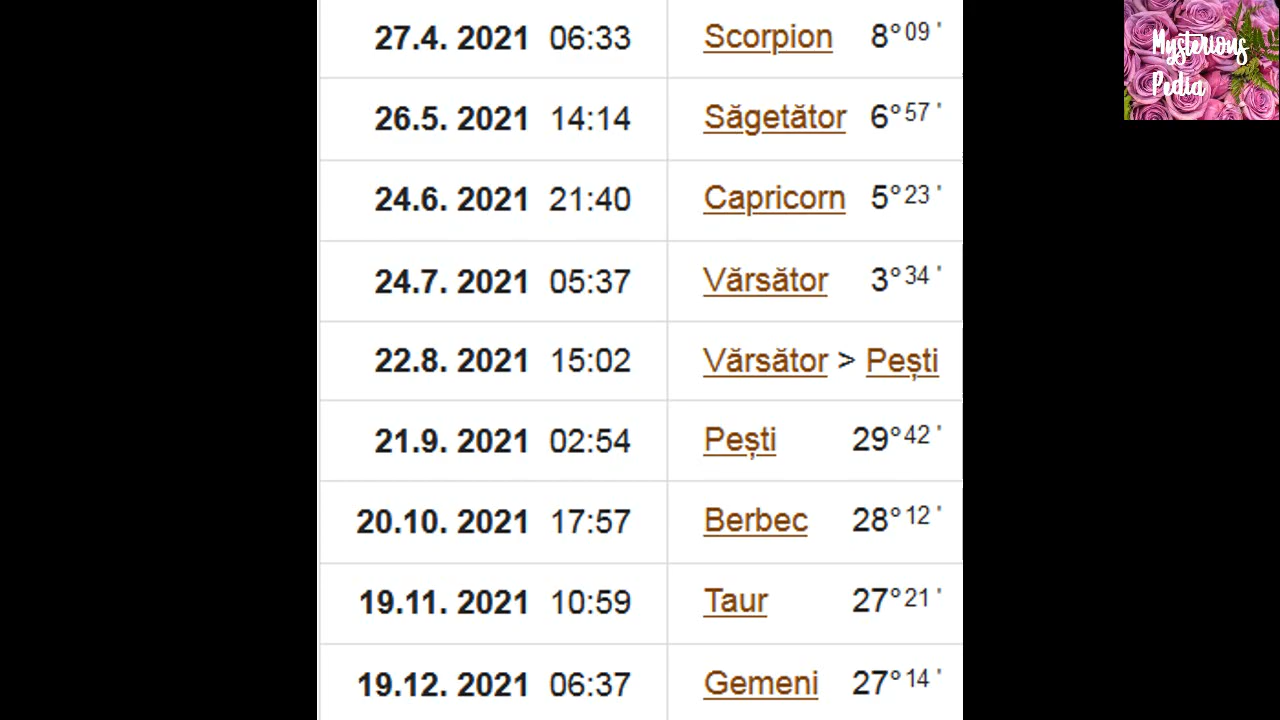 27.4. 2021 06:33 Scorpion 8°09'
26.5. 2021 14:14 Săgetător 6°57'
24.6. 2021 21:40 Capricorn 5°23'
24.7. 2021 05:37 Vărsător 3°34'
22.8. 2021 15:02 Vărsător > Pești
21.9. 2021 02:54 Pești 29°42'
20.10. 2021 17:57 Berbec 28°12'
19.11. 2021 10:59 Taur 27°21'
19.12. 2021 06:37 Gemeni 27°14'
Mysterious
Pedia